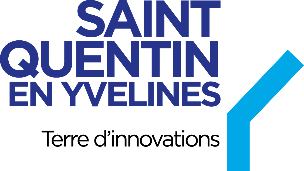 SAINT
QUENTIN
EN YVELINES
Terre d'innovations